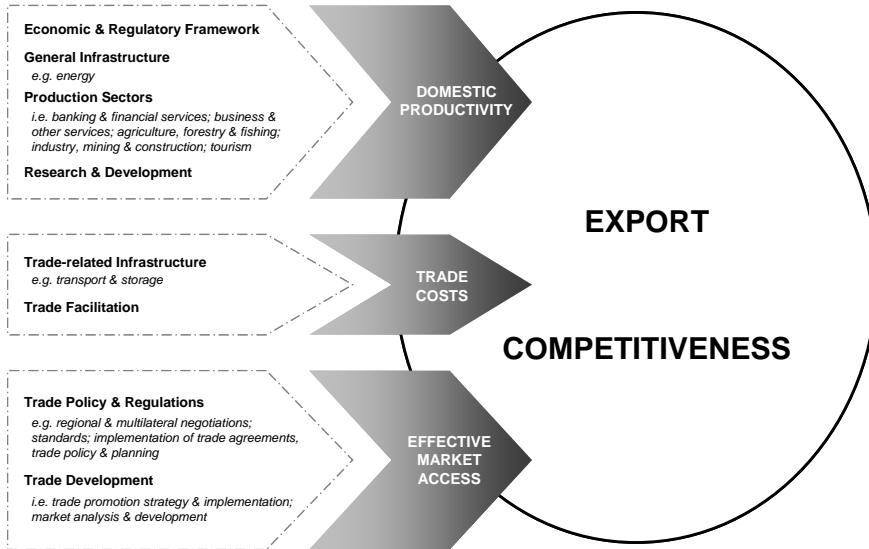 Economic & Regulatory Framework
General Infrastructure
e.g. energy
Production Sectors
i.e. banking & financial services; business &
other services; agriculture, forestry & fishing;
industry, mining & construction; tourism
Research & Development
DOMESTIC
PRODUCTIVITY
Trade-related Infrastructure
e.g. transport & storage
Trade Facilitation
TRADE
COSTS
Trade Policy & Regulations
e.g. regional & multilateral negotiations;
standards; implementation of trade agreements,
trade policy & planning
Trade Development
i.e. trade promotion strategy & implementation;
market analysis & development
EFFECTIVE
MARKET
ACCESS
EXPORT
COMPETITIVENESS